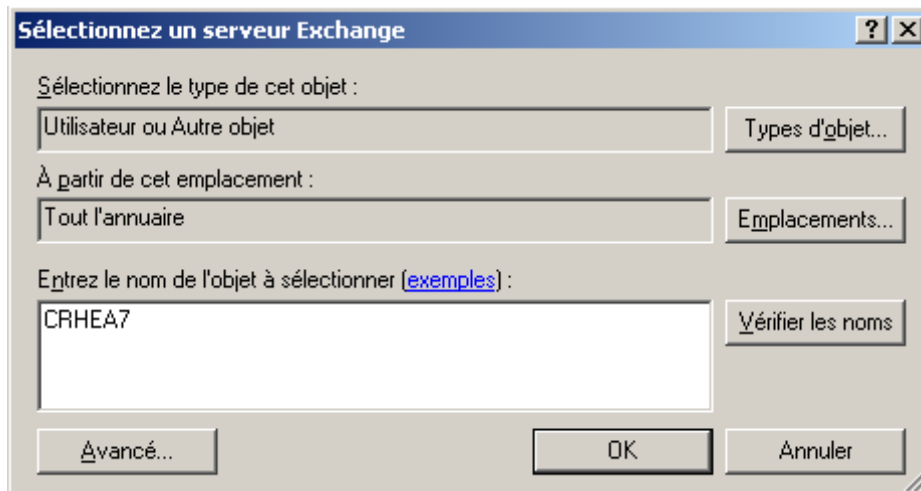 Sélectionnez un serveur Exchange
Sélectionnez le type de cet objet :
Utilisateur ou Autre objet
Types d'objet...
À partir de cet emplacement :
Tout l'annuaire
Emplacements...
Entrez le nom de l'objet à sélectionner (exemples) :
CRHEA7
Vérifier les noms
Avancé...
OK
Annuler